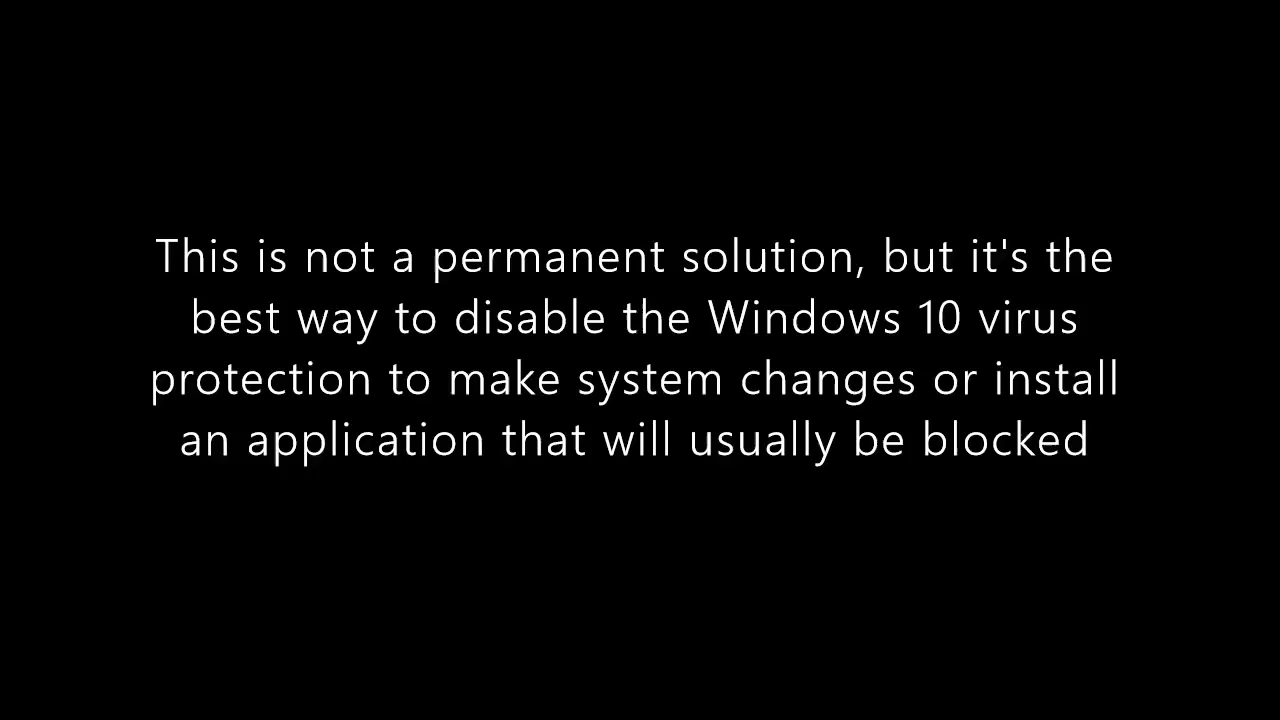 This is not a permanent solution, but it's the
best way to disable the Windows 10 virus
protection to make system changes or install
an application that will usually be blocked